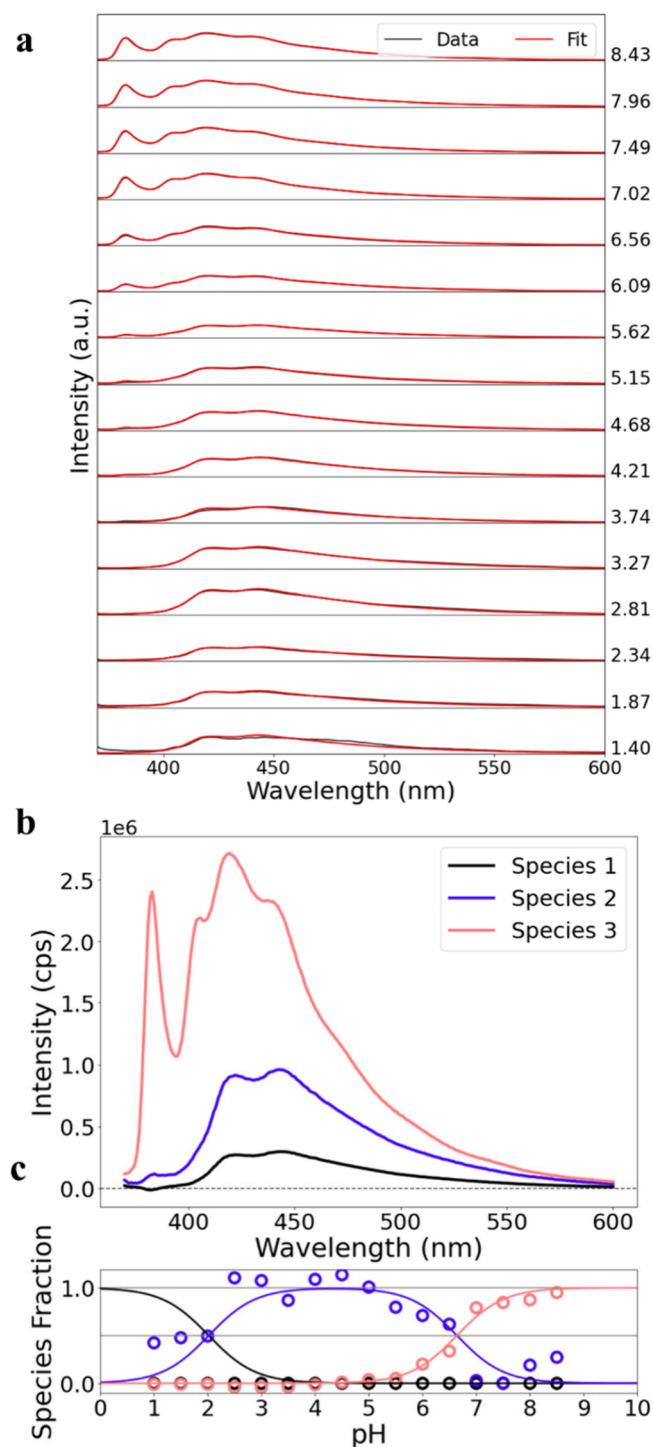 a
Data Fit
8.43
7.96
7.49
7.02
6.56
6.09
5.62
5.15
4.68
4.21
3.74
3.27
2.81
2.34
1.87
1.40
Intensity (a.u.)
400 450 500 550 600
Wavelength (nm)
b
1e6
Species 1
Species 2
Species 3
2.5
2.0
1.5
1.0
0.5
0.0
Intensity (cps)
400 450 500 550 600
Wavelength (nm)
c
1.0
0.0
Species Fraction
0 1 2 3 4 5 6 7 8 9 10
pH